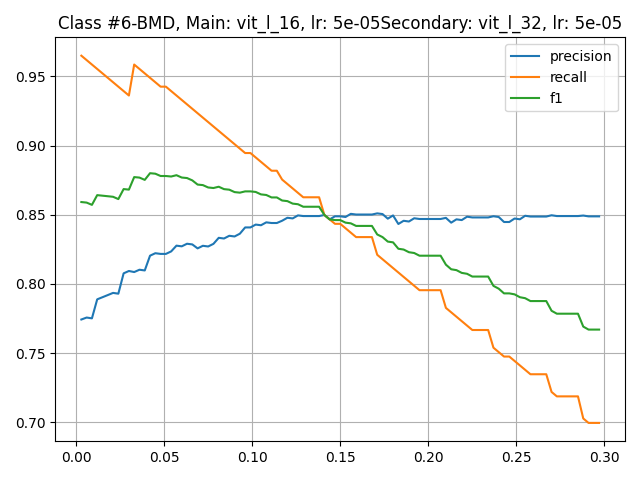 Class #6-BMD, Main: vit_l_16, lr: 5e-05Secondary: vit_l_32, lr: 5e-05
precision
recall
f1
0.95
0.90
0.85
0.80
0.75
0.70
0.00 0.05 0.10 0.15 0.20 0.25 0.30